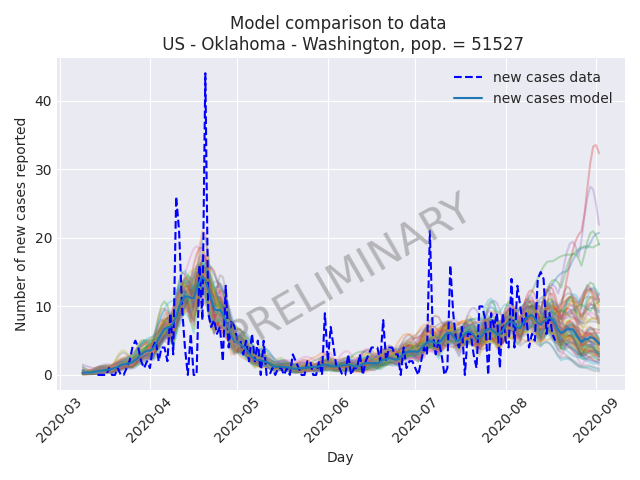 Model comparison to data
US - Oklahoma - Washington, pop. = 51527
Number of new cases reported
40
30
20
10
0
new cases data
new cases model
PRELIMINARY
2020-03
2020-04
2020-05
2020-06
2020-07
2020-08
2020-09
Day